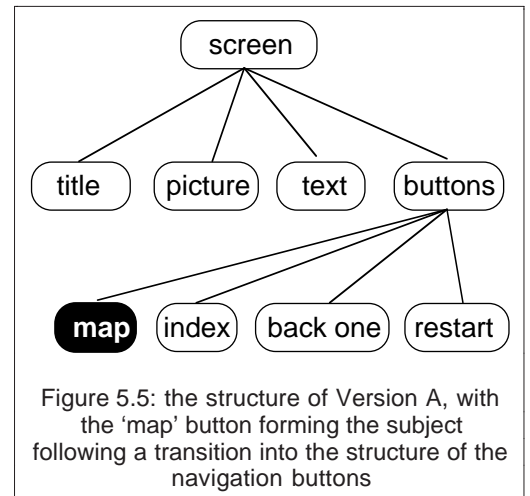 screen
title picture text buttons
map index back one restart
Figure 5.5: the structure of Version A, with
the ‘map’ button forming the subject
following a transition into the structure of the
navigation buttons